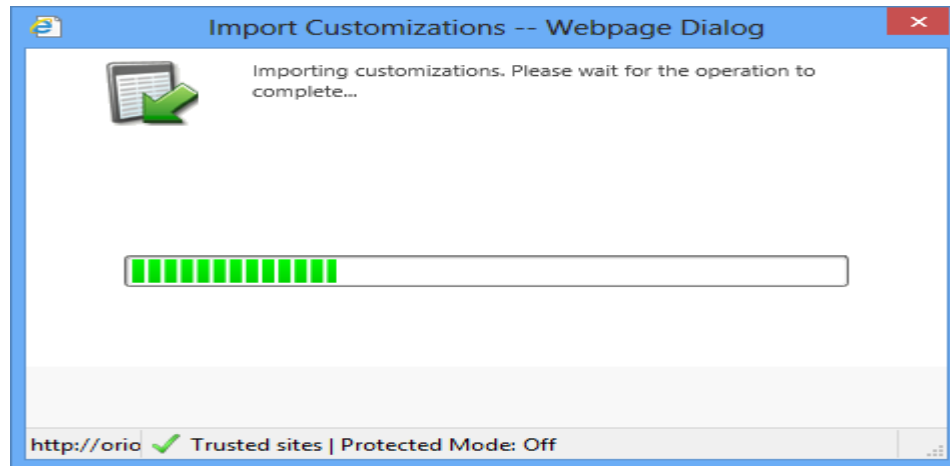 Import Customizations -- Webpage Dialog
Importing customizations. Please wait for the operation to
complete...
http://orio Trusted sites | Protected Mode: Off